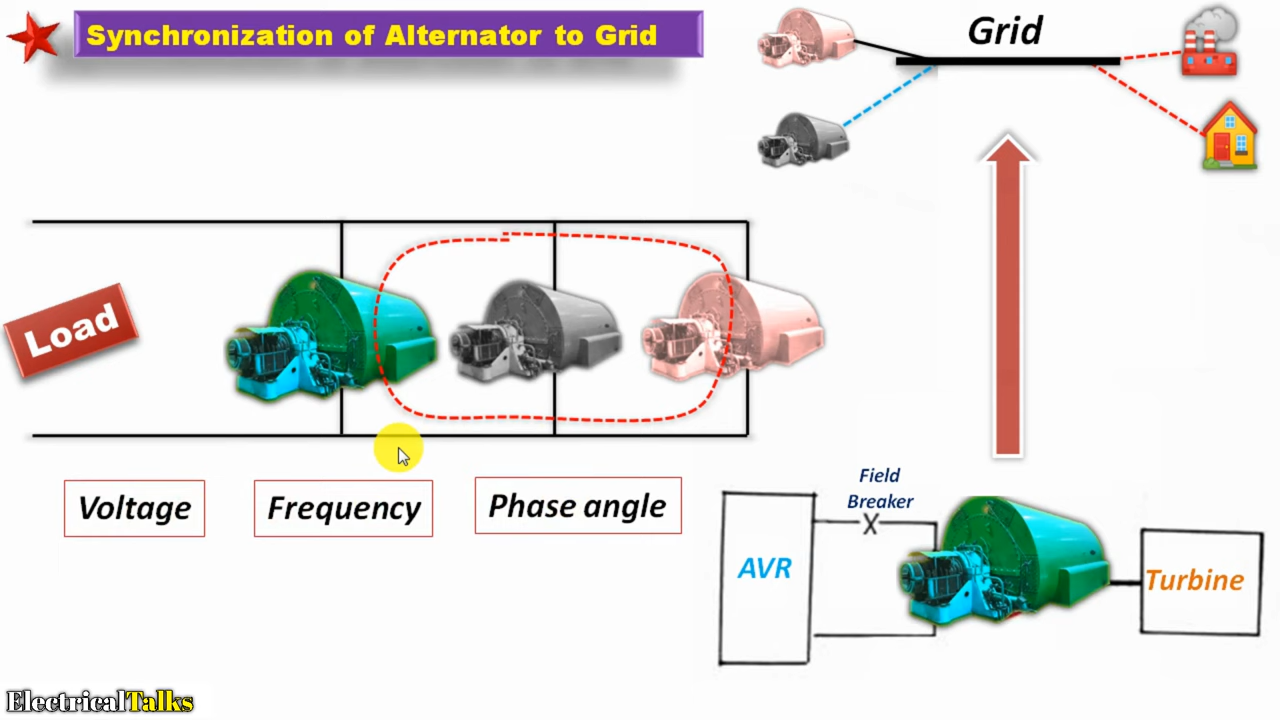 Synchronization of Alternator to Grid
Grid
Load
Voltage
Frequency
Phase angle
Field
Breaker
X
AVR
Turbine
ElectricalTalks